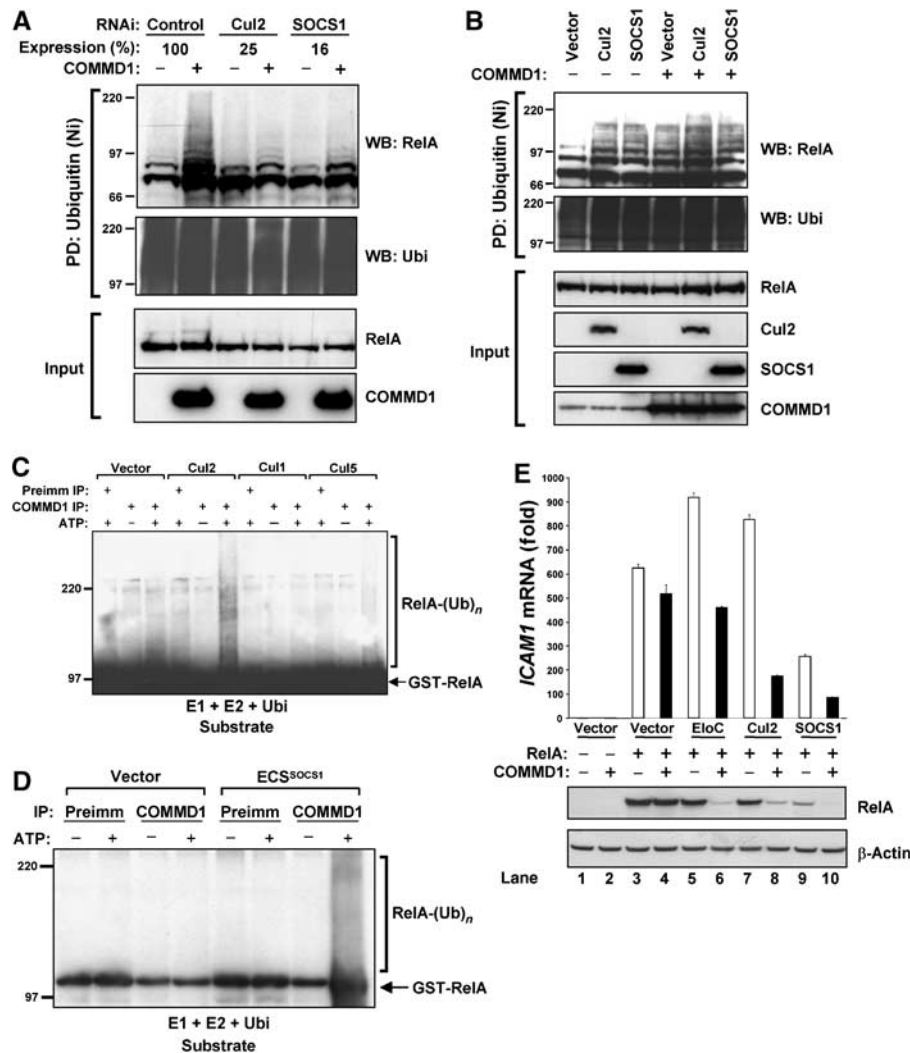 A
RNAi: Control Cul2 SOCS1
Expression (%): 100 25 16
COMMD1: – + – + – +
PD: Ubiquitin (Ni)
220
97
66
WB: RelA
220
97
WB: Ubi
Input
RelA
COMMD1
B
Vector Cul2 SOCS1 Vector Cul2 SOCS1
COMMD1: – – – + + +
PD: Ubiquitin (Ni)
220
97
66
WB: RelA
220
97
WB: Ubi
Input
RelA
Cul2
SOCS1
COMMD1
C
Vector Cul2 Cul1 Cul5
Preimm IP: + + + +
COMMD1 IP: + + + + + + + +
ATP: + – + + – + + – + + – +
220
97
RelA-(Ub)n
GST-RelA
E1 + E2 + Ubi
Substrate
D
Vector ECSSOCS1
IP: Preimm COMMD1 Preimm COMMD1
ATP: – + – + – + – +
220
97
RelA-(Ub)n
GST-RelA
E1 + E2 + Ubi
Substrate
E
ICAM1 mRNA (fold)
1000
900
800
700
600
500
400
300
200
100
0
Vector Vector EloC Cul2 SOCS1
RelA: – – + + + + + + + +
COMMD1: – + – + – + – + – +
RelA
β-Actin
Lane 1 2 3 4 5 6 7 8 9 10